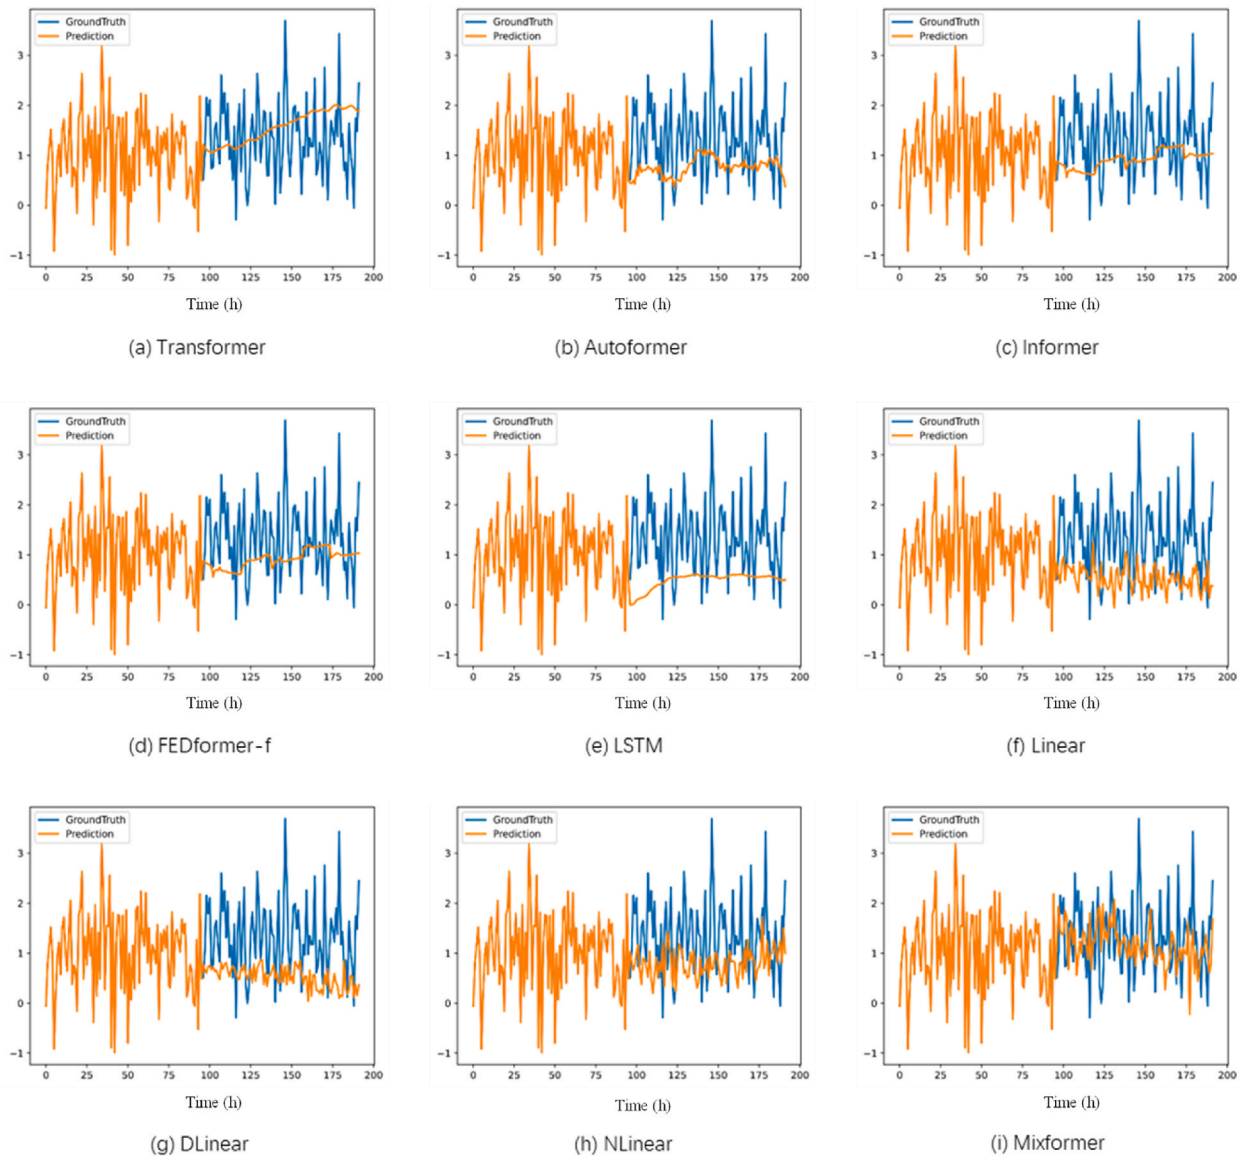 GroundTruth
Prediction
3
2
1
0
−1
0 25 50 75 100 125 150 175 200
Time (h)
(a) Transformer
GroundTruth
Prediction
3
2
1
0
−1
0 25 50 75 100 125 150 175 200
Time (h)
(b) Autoformer
GroundTruth
Prediction
3
2
1
0
−1
0 25 50 75 100 125 150 175 200
Time (h)
(c) Informer
GroundTruth
Prediction
3
2
1
0
−1
0 25 50 75 100 125 150 175 200
Time (h)
(d) FEDformer-f
GroundTruth
Prediction
3
2
1
0
−1
0 25 50 75 100 125 150 175 200
Time (h)
(e) LSTM
GroundTruth
Prediction
3
2
1
0
−1
0 25 50 75 100 125 150 175 200
Time (h)
(f) Linear
GroundTruth
Prediction
3
2
1
0
−1
0 25 50 75 100 125 150 175 200
Time (h)
(g) DLinear
GroundTruth
Prediction
3
2
1
0
−1
0 25 50 75 100 125 150 175 200
Time (h)
(h) NLinear
GroundTruth
Prediction
3
2
1
0
−1
0 25 50 75 100 125 150 175 200
Time (h)
(i) Mixformer